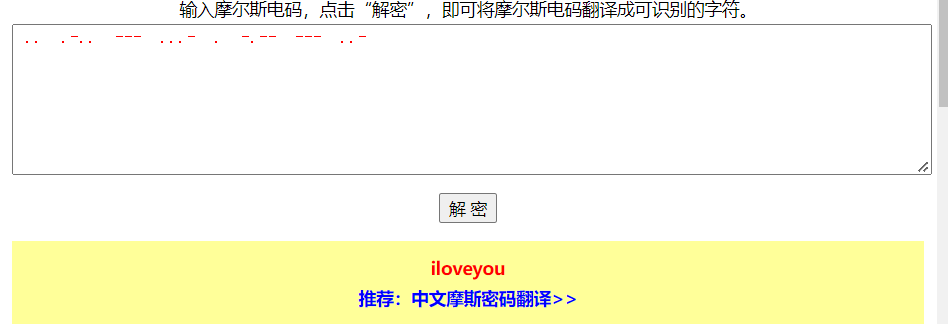 输入摩尔斯电码，点击“解密”，即可将摩尔斯电码翻译成可识别的字符。
.. .-.. --- ...- . -.-- --- ..-
解 密
iloveyou
推荐：中文摩斯密码翻译>>